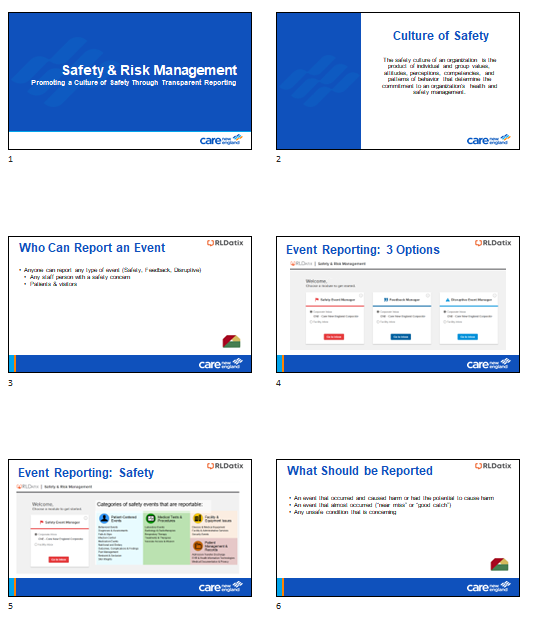 Safety & Risk Management
Promoting a Culture of Safety Through Transparent Reporting
care new england
1
Culture of Safety
The safety culture of an organization is the
product of individual and group values,
attitudes, perceptions, competencies, and
patterns of behavior that determine the
commitment to an organization's health and
safety management.
care new england
2
Who Can Report an Event
RLDatix
• Anyone can report any type of event (Safety, Feedback, Disruptive)
• Any staff person with a safety concern
• Patients & visitors
care new england
3
Event Reporting: 3 Options
RLDatix
RLDatix | Safety & Risk Management
Welcome,
Choose a module to get started
Safety Event Manager
Feedback Manager
Disruptive Event Manager
care new england
4
Event Reporting: Safety
RLDatix
RLDatix | Safety & Risk Management
Welcome,
Choose a module to get started
Safety Event Manager
Categories of safety events that are reportable:
Patient Centered
Events
Medical Tests &
Procedures
Facility &
Equipment Issues
Patient
Management &
Records
care new england
5
What Should be Reported
RLDatix
• An event that occurred and caused harm or had the potential to cause harm
• An event that almost occurred ("near miss" or "good catch")
• Any unsafe condition that is concerning
care new england
6